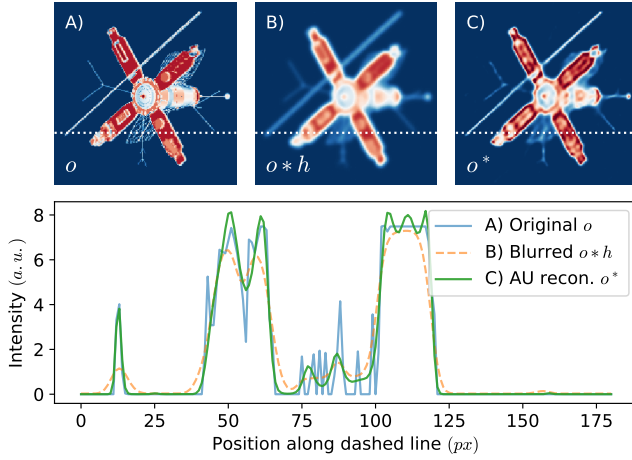 A) B) C)
o o ∗ h o*
8
6
4
2
0
Intensity (a. u.)
A) Original o
B) Blurred o ∗ h
C) AU recon. o*
0 25 50 75 100 125 150 175
Position along dashed line (px)